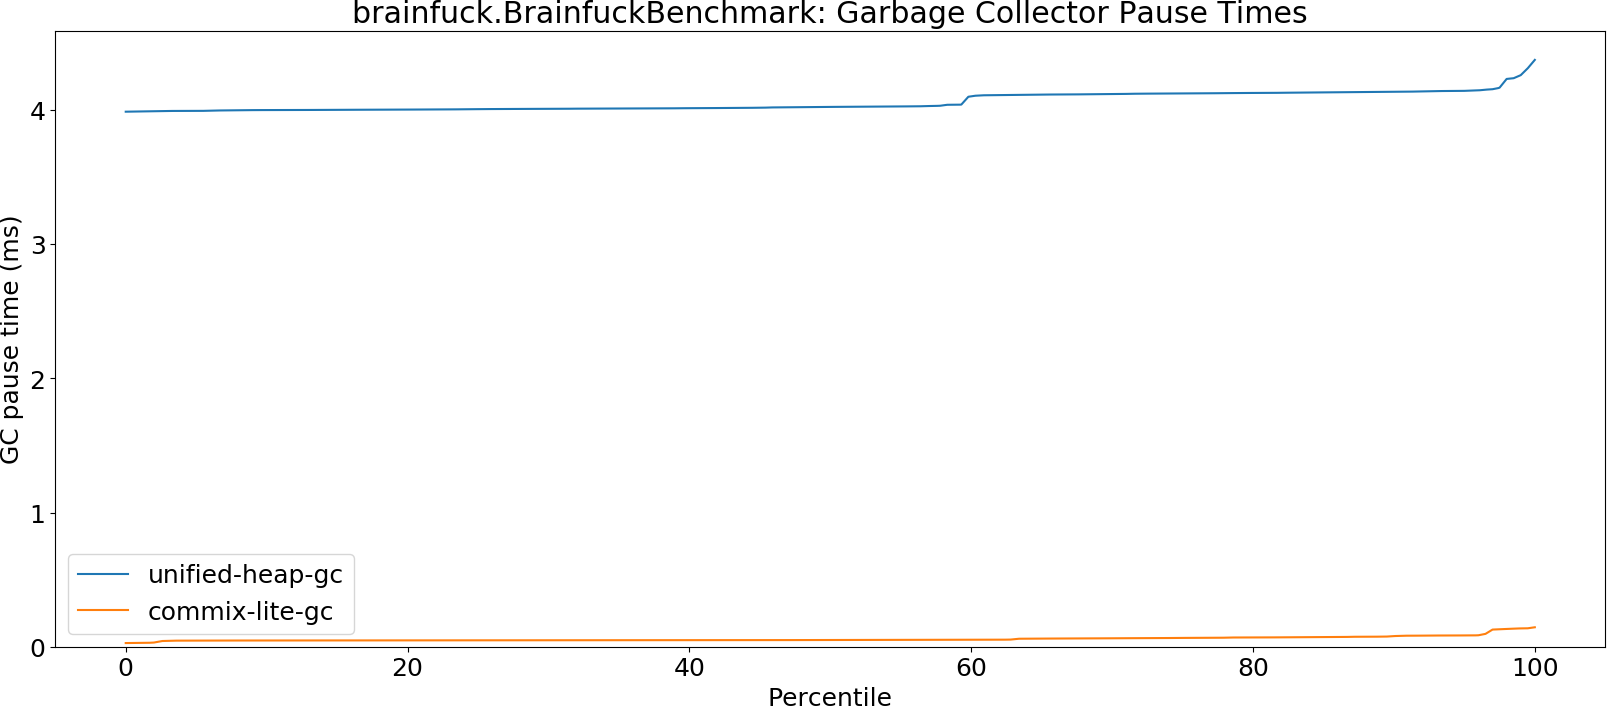 brainfuck.BrainfuckBenchmark: Garbage Collector Pause Times
GC pause time (ms)
4
3
2
1
0
unified-heap-gc
commix-lite-gc
0 20 40 60 80 100
Percentile